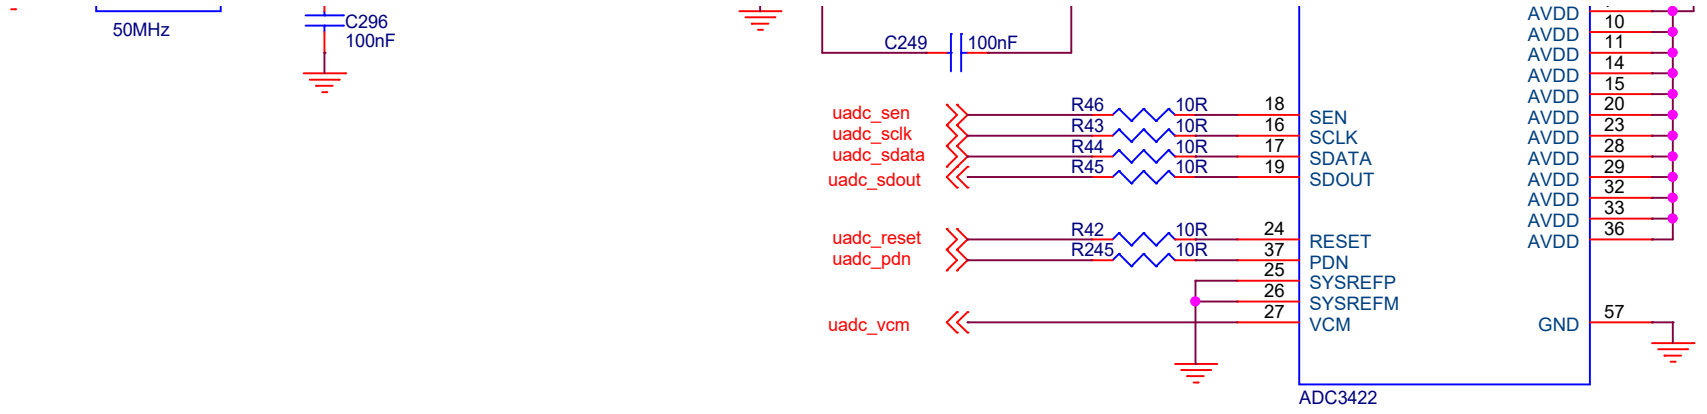 50MHz
C296
100nF
C249
100nF
AVDD
10
AVDD
11
AVDD
14
AVDD
15
AVDD
20
AVDD
23
AVDD
28
AVDD
29
AVDD
32
AVDD
33
AVDD
36
AVDD
uadc_sen
R46
10R
18
SEN
uadc_sclk
R43
10R
16
SCLK
uadc_sdata
R44
10R
17
SDATA
uadc_sdout
R45
10R
19
SDOUT
uadc_reset
R42
10R
24
RESET
uadc_pdn
R245
10R
37
PDN
25
SYSREFP
26
SYSREFM
uadc_vcm
27
VCM
GND
57
ADC3422